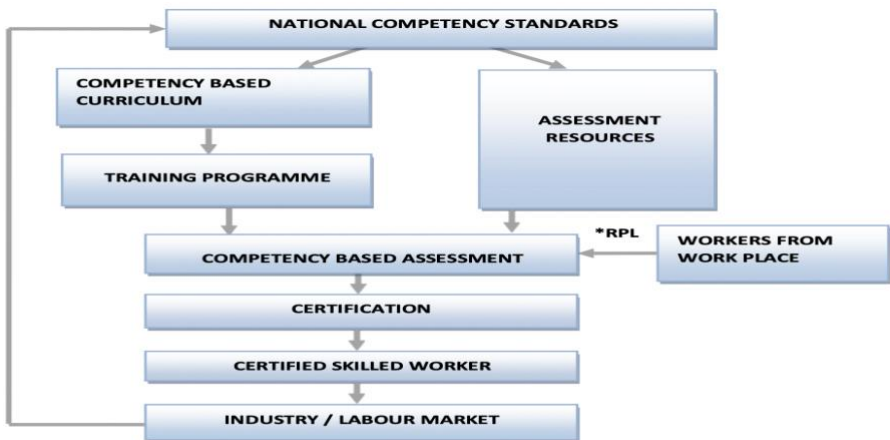 NATIONAL COMPETENCY STANDARDS
COMPETENCY BASED
CURRICULUM
ASSESSMENT
RESOURCES
TRAINING PROGRAMME
*RPL
WORKERS FROM
WORK PLACE
COMPETENCY BASED ASSESSMENT
CERTIFICATION
CERTIFIED SKILLED WORKER
INDUSTRY / LABOUR MARKET